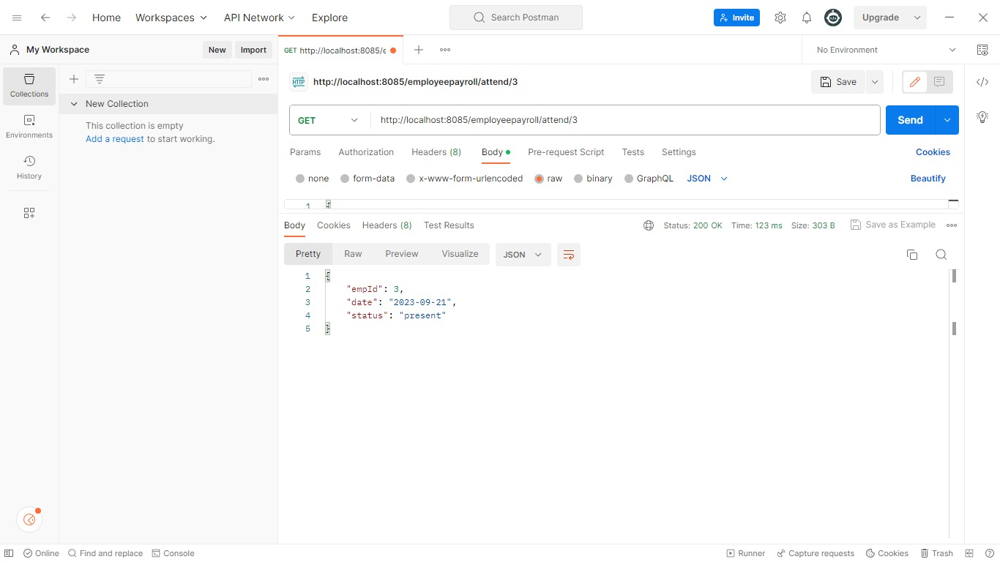 Home Workspaces API Network Explore Search Postman Invite Upgrade
My Workspace New Import GET http://localhost:8085/e No Environment
Collections
New Collection
This collection is empty
Add a request to start working.
Environments
History
HTTP http://localhost:8085/employeepayroll/attend/3 Save
GET http://localhost:8085/employeepayroll/attend/3 Send
Params Authorization Headers (8) Body Pre-request Script Tests Settings Cookies
none form-data x-www-form-urlencoded raw binary GraphQL JSON Beautify
1 {
Body Cookies Headers (8) Test Results Status: 200 OK Time: 123 ms Size: 303 B Save as Example
Pretty Raw Preview Visualize JSON
1 {
2 "empId": 3,
3 "date": "2023-09-21",
4 "status": "present"
5 }
Online Find and replace Console Runner Capture requests Cookies Trash